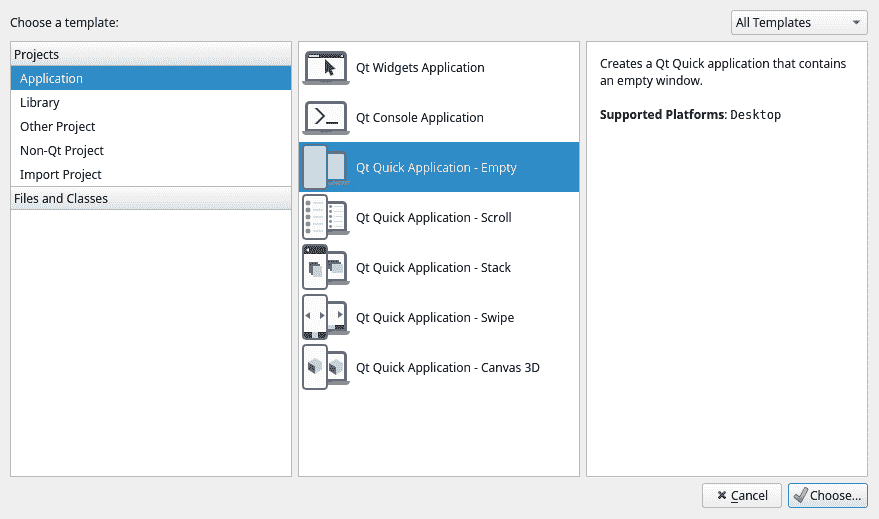 Choose a template:
All Templates
Projects
Application
Library
Other Project
Non-Qt Project
Import Project
Files and Classes
Qt Widgets Application
Qt Console Application
Qt Quick Application - Empty
Qt Quick Application - Scroll
Qt Quick Application - Stack
Qt Quick Application - Swipe
Qt Quick Application - Canvas 3D
Creates a Qt Quick application that contains
an empty window.
Supported Platforms: Desktop
Cancel
Choose...